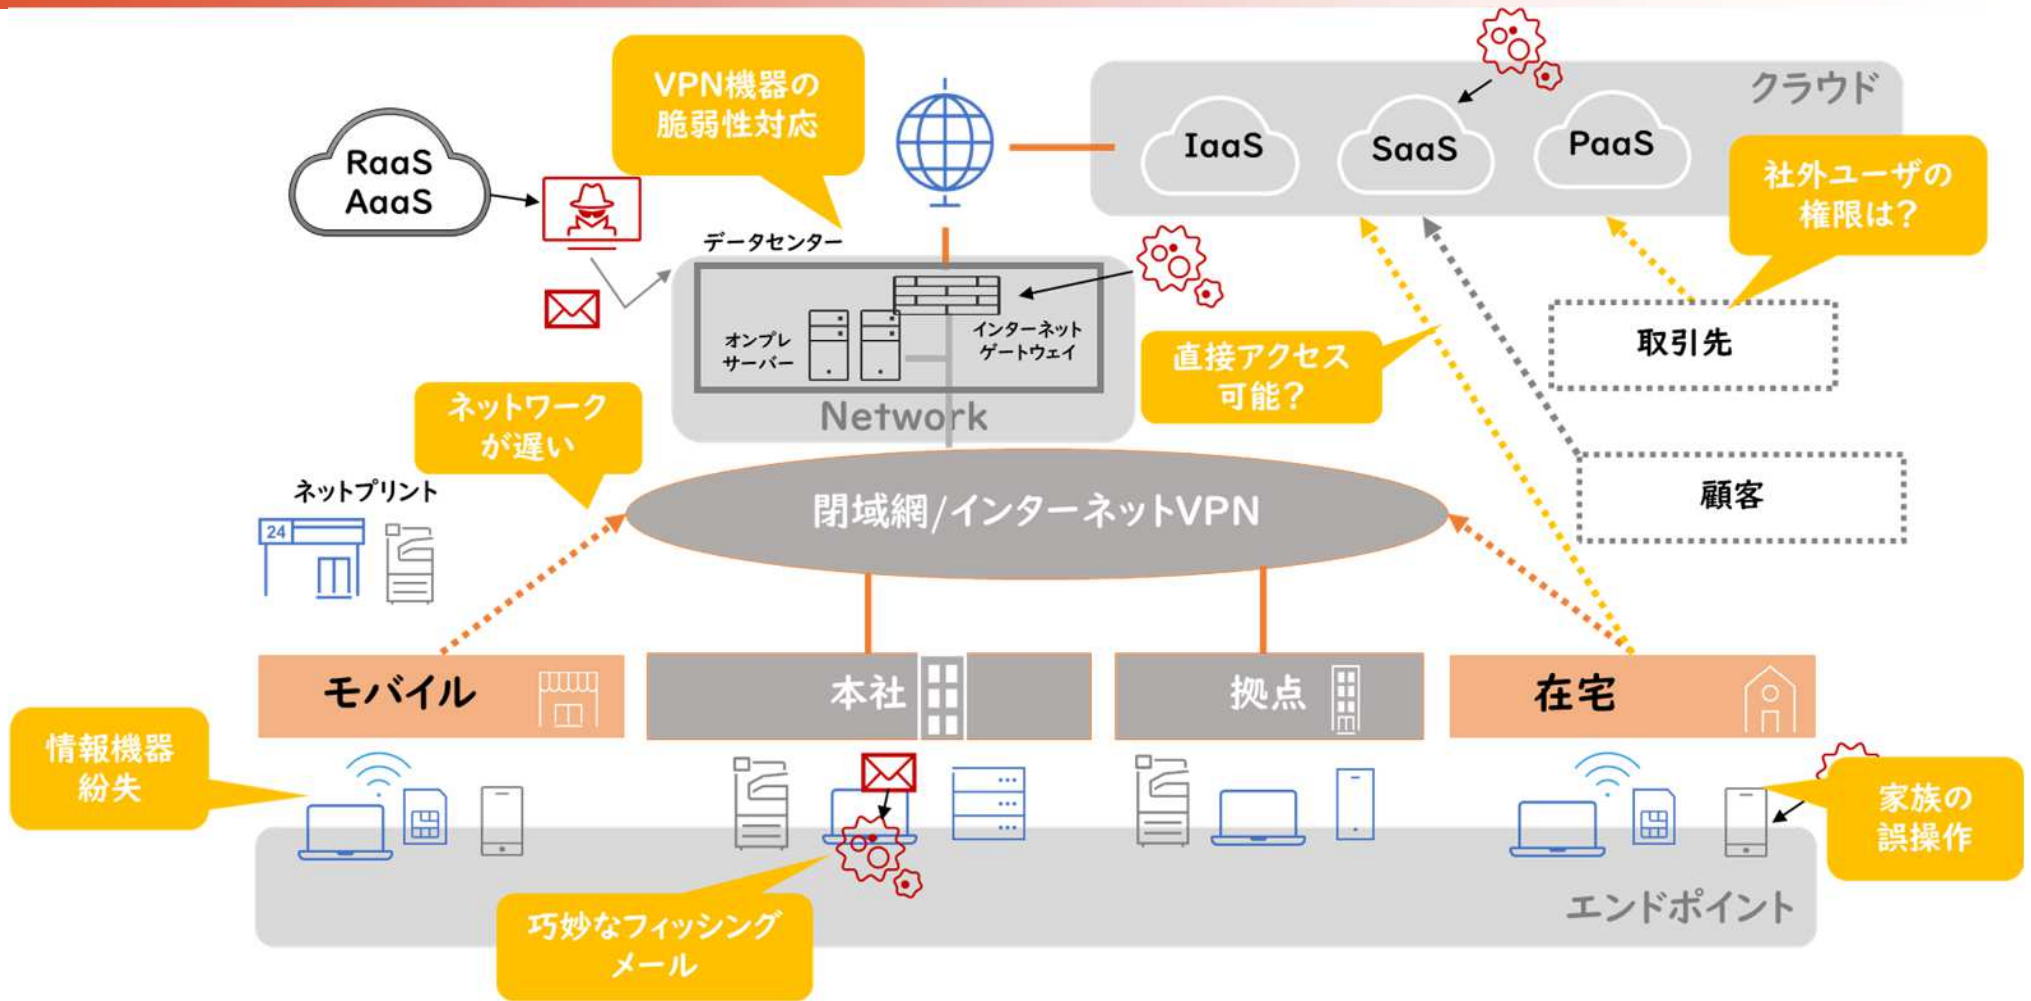 VPN機器の
脆弱性対応
クラウド
IaaS
SaaS
PaaS
RaaS
AaaS
社外ユーザの
権限は?
データセンター
オンプレ
サーバー
インターネット
ゲートウェイ
Network
直接アクセス
可能?
取引先
ネットワーク
が遅い
顧客
ネットプリント
24
閉域網/インターネットVPN
モバイル
本社
拠点
在宅
情報機器
紛失
家族の
誤操作
巧妙なフィッシング
メール
エンドポイント